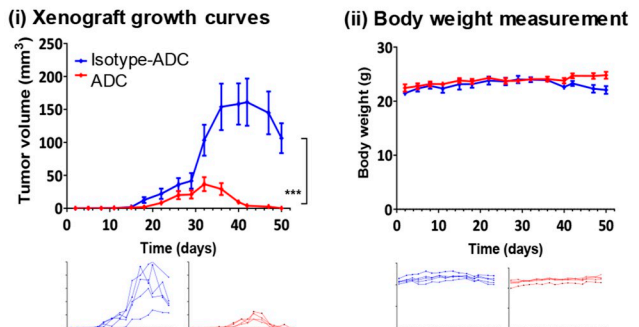 (i) Xenograft growth curves
Tumor volume (mm³)
250
200
150
100
50
0
Isotype-ADC
ADC
***
0 10 20 30 40 50
Time (days)
(ii) Body weight measurement
Body weight (g)
30
20
10
0
0 10 20 30 40 50
Time (days)